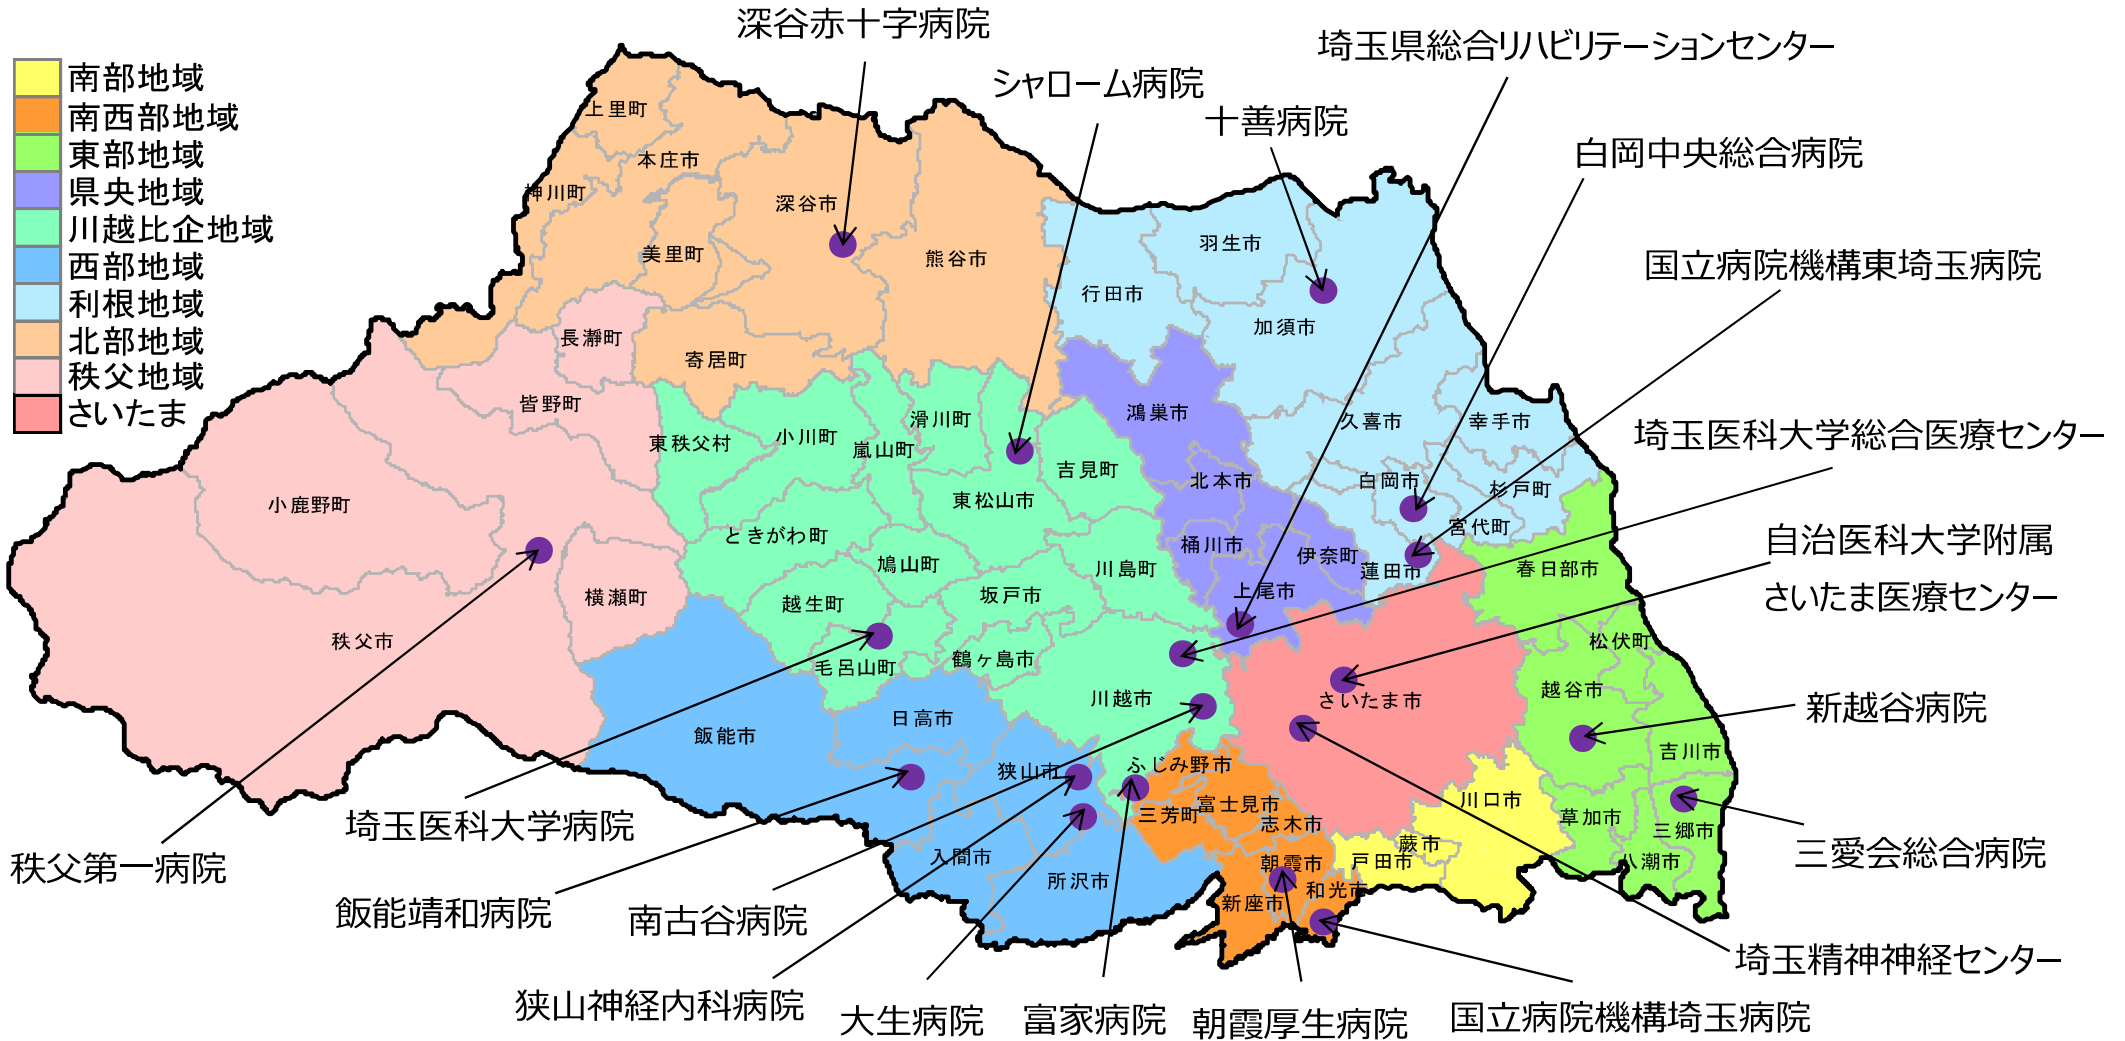 深谷赤十字病院
埼玉県総合リハビリテーションセンター
シャローム病院
十善病院
白岡中央総合病院
国立病院機構東埼玉病院
埼玉医科大学総合医療センター
自治医科大学附属
さいたま医療センター
新越谷病院
三愛会総合病院
埼玉精神神経センター
国立病院機構埼玉病院
朝霞厚生病院
富家病院
大生病院
狭山神経内科病院
南古谷病院
飯能靖和病院
埼玉医科大学病院
秩父第一病院
南部地域
南西部地域
東部地域
県央地域
川越比企地域
西部地域
利根地域
北部地域
秩父地域
さいたま
上里町
本庄市
神川町
美里町
深谷市
熊谷市
長瀞町
寄居町
皆野町
小鹿野町
秩父市
横瀬町
東秩父村
小川町
嵐山町
滑川町
東松山市
吉見町
ときがわ町
鳩山町
川島町
越生町
坂戸市
毛呂山町
鶴ヶ島市
川越市
羽生市
行田市
加須市
久喜市
幸手市
白岡市
杉戸町
宮代町
蓮田市
鴻巣市
北本市
桶川市
伊奈町
上尾市
春日部市
松伏町
越谷市
吉川市
草加市
三郷市
八潮市
さいたま市
川口市
蕨市
戸田市
ふじみ野市
富士見市
三芳町
志木市
朝霞市
和光市
新座市
飯能市
日高市
狭山市
入間市
所沢市